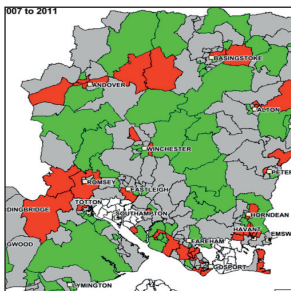 007 to 2011
BASINGSTOKE
ANDOVER
ALTON
WINCHESTER
PETER
ROMSEY
EASTLEIGH
TOTTON
SOUTHAMPTON
DINGBRIDGE
HORNDEAN
HAVANT
EMSW
GWOOD
FAREHAM
GOSPORT
YMINGTON